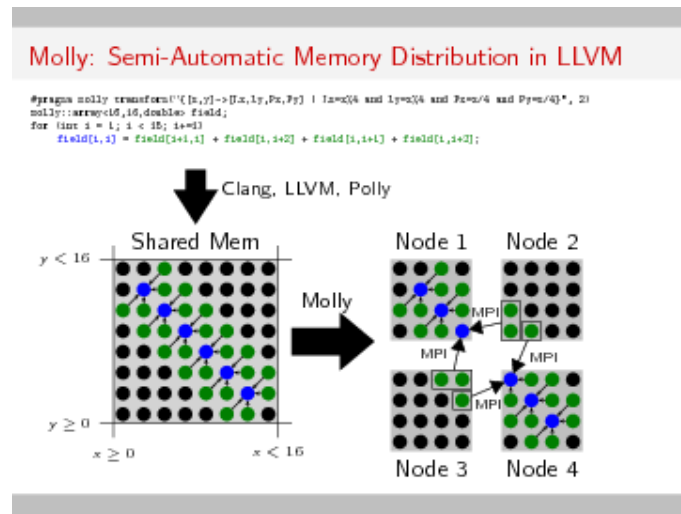 Molly: Semi-Automatic Memory Distribution in LLVM
#pragma molly transform("{[x,y]->[Lx,Ly,Px,Py] | Lx=x%4 and Ly=x%4 and Px=x/4 and Py=x/4}", 2)
molly::array<16,16,double> field;
for (int i = 1; i < 15; i+=1)
field[i,i] = field[i+1,i] + field[i,i+2] + field[i,i+1] + field[i,i+2];
Clang, LLVM, Polly
Shared Mem
Node 1
Node 2
y < 16
Molly
MPI
MPI
MPI
MPI
y ≥ 0
x ≥ 0
x < 16
Node 3
Node 4